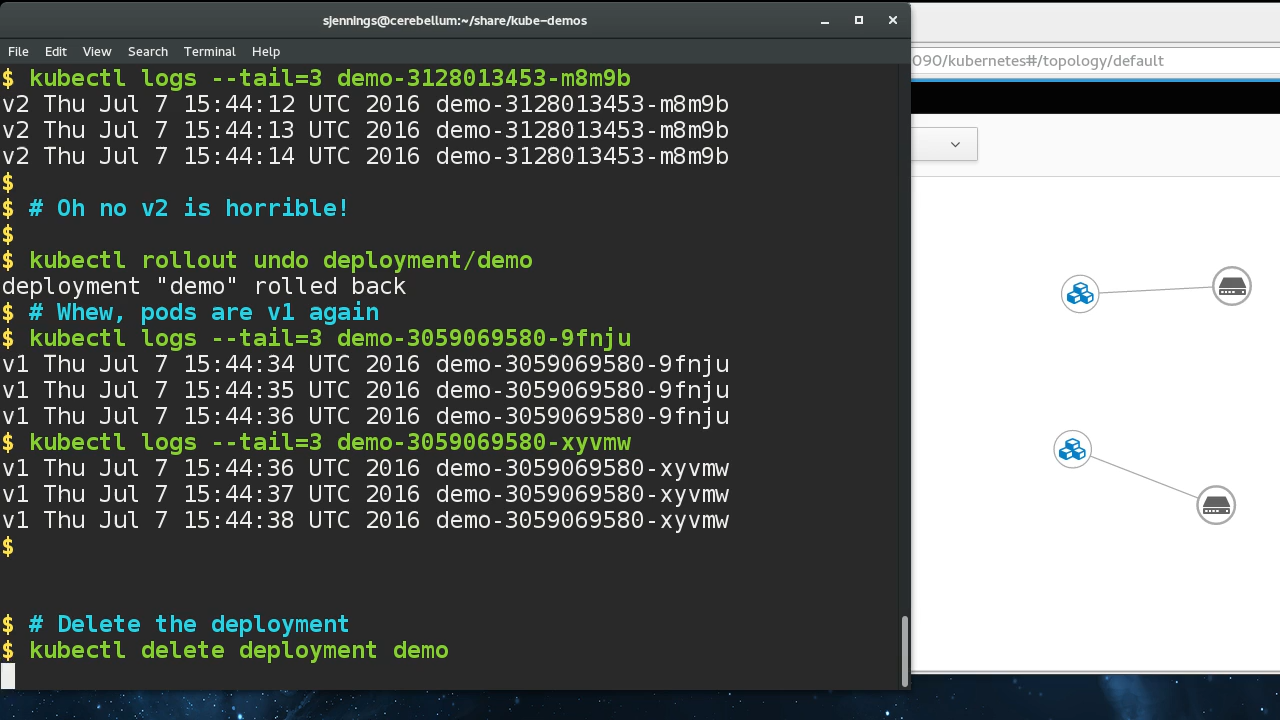 sjennings@cerebellum:~/share/kube-demos
File Edit View Search Terminal Help
090/kubernetes#/topology/default
$ kubectl logs --tail=3 demo-3128013453-m8m9b
v2 Thu Jul 7 15:44:12 UTC 2016 demo-3128013453-m8m9b
v2 Thu Jul 7 15:44:13 UTC 2016 demo-3128013453-m8m9b
v2 Thu Jul 7 15:44:14 UTC 2016 demo-3128013453-m8m9b
$
$ # Oh no v2 is horrible!
$
$ kubectl rollout undo deployment/demo
deployment "demo" rolled back
$ # Whew, pods are v1 again
$ kubectl logs --tail=3 demo-3059069580-9fnju
v1 Thu Jul 7 15:44:34 UTC 2016 demo-3059069580-9fnju
v1 Thu Jul 7 15:44:35 UTC 2016 demo-3059069580-9fnju
v1 Thu Jul 7 15:44:36 UTC 2016 demo-3059069580-9fnju
$ kubectl logs --tail=3 demo-3059069580-xyvmw
v1 Thu Jul 7 15:44:36 UTC 2016 demo-3059069580-xyvmw
v1 Thu Jul 7 15:44:37 UTC 2016 demo-3059069580-xyvmw
v1 Thu Jul 7 15:44:38 UTC 2016 demo-3059069580-xyvmw
$
$ # Delete the deployment
$ kubectl delete deployment demo